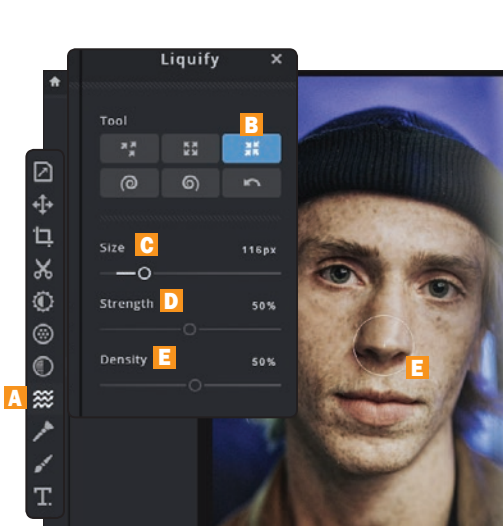 Liquify ×
Tool
B
Size C 116px
Strength D 50%
Density E 50%
E
A
T.